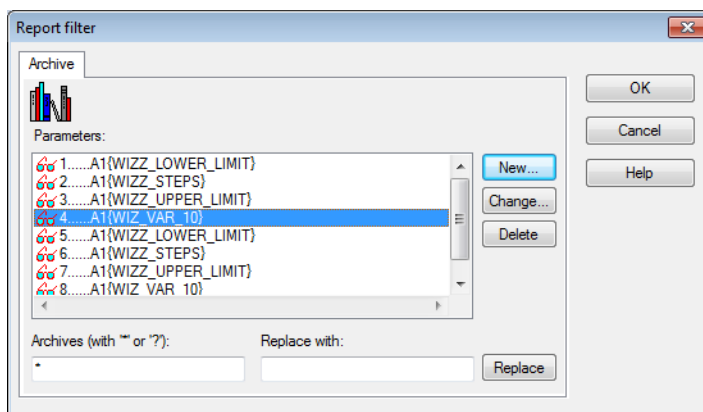 Report filter
Archive
OK
Cancel
Help
Parameters:
1......A1{WIZZ_LOWER_LIMIT}
2......A1{WIZZ_STEPS}
3......A1{WIZZ_UPPER_LIMIT}
4......A1{WIZ_VAR_10}
5......A1{WIZZ_LOWER_LIMIT}
6......A1{WIZZ_STEPS}
7......A1{WIZZ_UPPER_LIMIT}
8......A1{WIZ_VAR_10}
New...
Change...
Delete
Archives (with '*' or '?'):
Replace with:
*
Replace